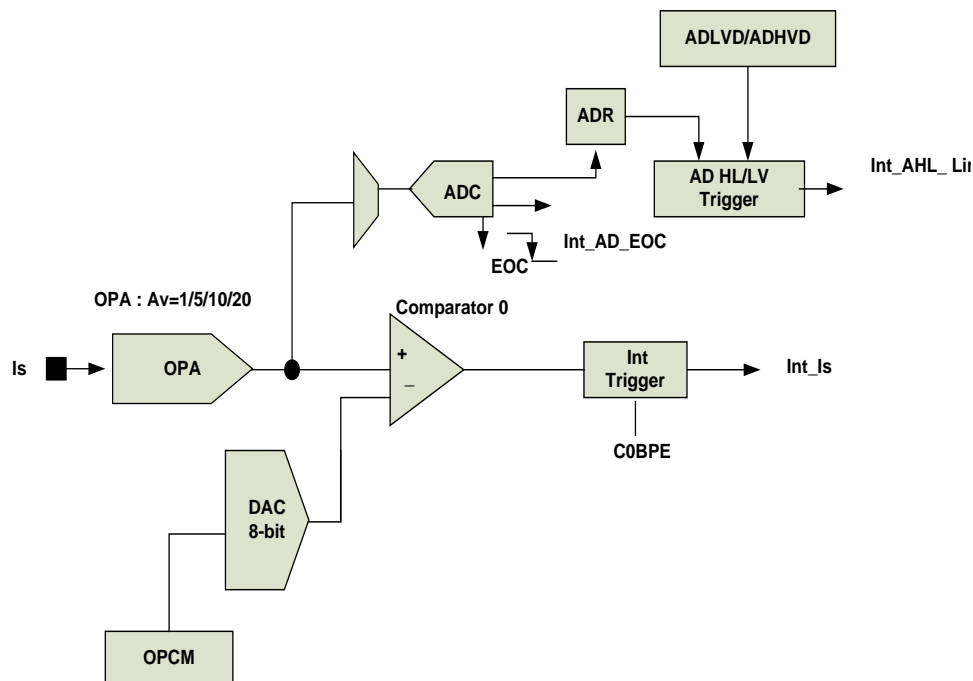 ADLVD/ADHVD
ADR
AD HL/LV
Trigger
Int_AHL_ Lin
ADC
Int_AD_EOC
EOC
OPA : Av=1/5/10/20
Comparator 0
Is
OPA
+
_
Int
Trigger
Int_Is
C0BPE
DAC
8-bit
OPCM